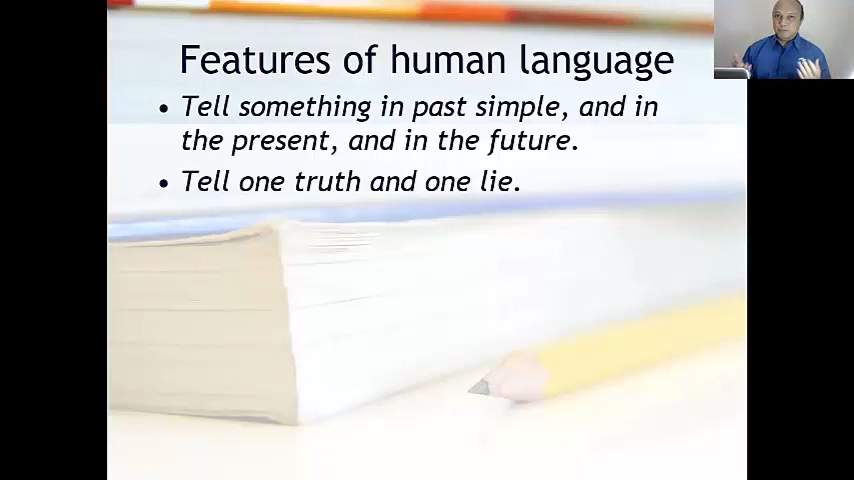 Features of human language
• Tell something in past simple, and in
the present, and in the future.
• Tell one truth and one lie.